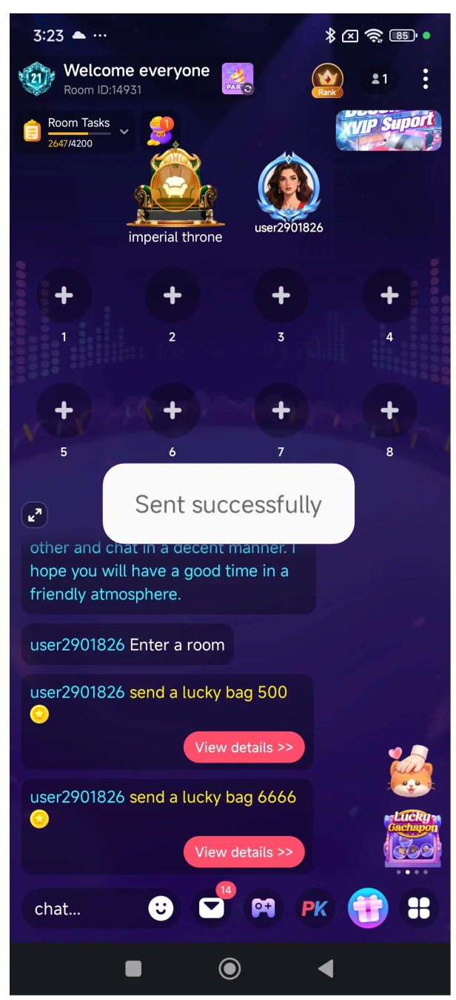 3:23
85
21
Welcome everyone
Room ID:14931
PARTY
Rank
1
Room Tasks
2647/4200
1
XVIP Suport
imperial throne
user2901826
1
2
3
4
5
6
7
8
Sent successfully
other and chat in a decent manner. I
hope you will have a good time in a
friendly atmosphere.
user2901826 Enter a room
user2901826 send a lucky bag 500
View details >>
user2901826 send a lucky bag 6666
View details >>
Lucky
Gachapon
chat...
14
PK